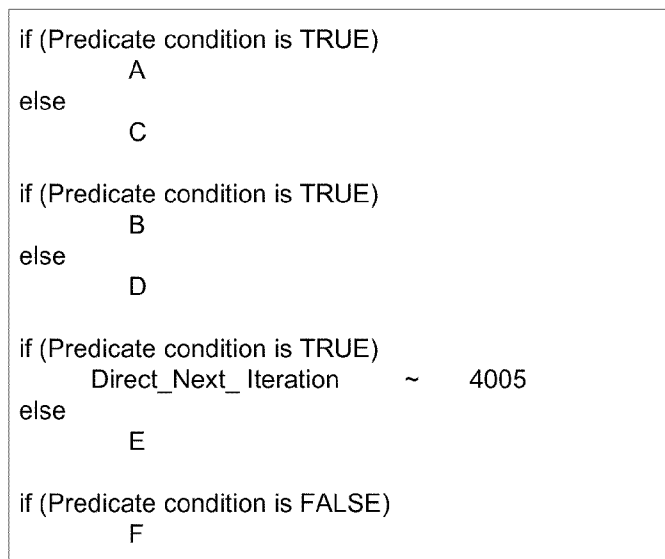 if (Predicate condition is TRUE)
A
else
C
if (Predicate condition is TRUE)
B
else
D
if (Predicate condition is TRUE)
Direct_Next_ Iteration ~ 4005
else
E
if (Predicate condition is FALSE)
F